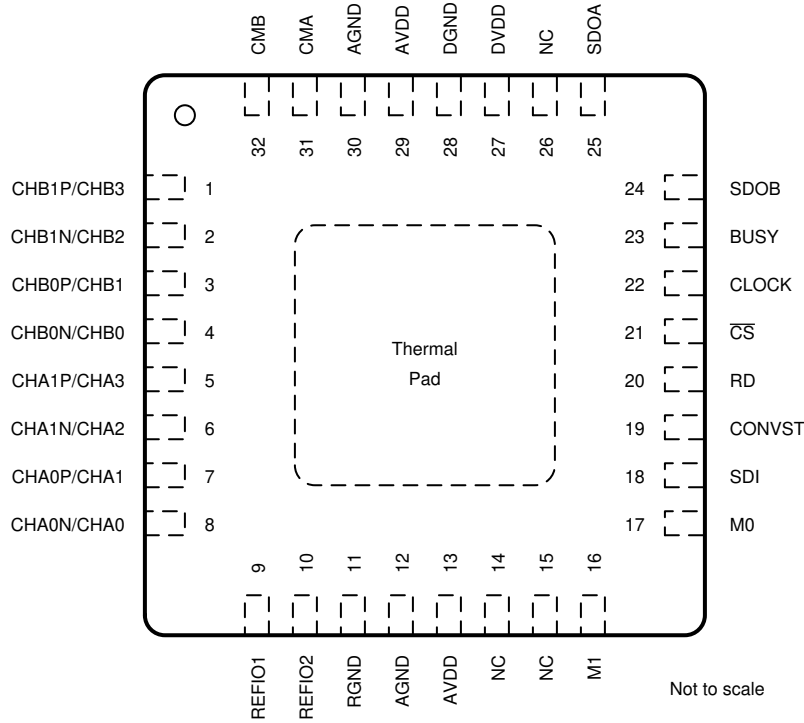 CMB
CMA
AGND
AVDD
DGND
DVDD
NC
SDOA
32
31
30
29
28
27
26
25
CHB1P/CHB3
1
CHB1N/CHB2
2
CHB0P/CHB1
3
CHB0N/CHB0
4
CHA1P/CHA3
5
CHA1N/CHA2
6
CHA0P/CHA1
7
CHA0N/CHA0
8
Thermal
Pad
24
SDOB
23
BUSY
22
CLOCK
21
C̅S̅
20
RD
19
CONVST
18
SDI
17
M0
9
10
11
12
13
14
15
16
REFIO1
REFIO2
RGND
AGND
AVDD
NC
NC
M1
Not to scale